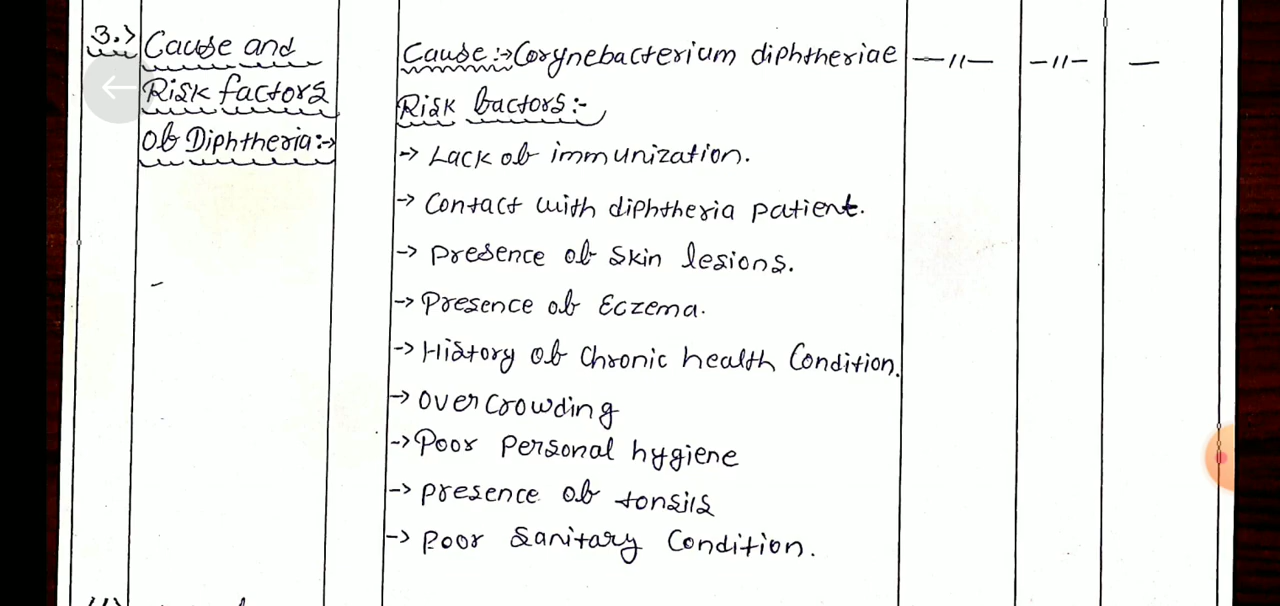 3.> Cause and
Risk factors
of Diphtheria:->
Cause:->Corynebacterium diphtheriae -11- -11- -
Risk factors:-
-> Lack of immunization.
-> Contact with diphtheria patient.
-> Presence of skin lesions.
-> Presence of Eczema.
-> History of chronic health Condition.
-> Overcrowding
-> Poor Personal hygiene
-> presence of tonsils
-> Poor Sanitary Condition.